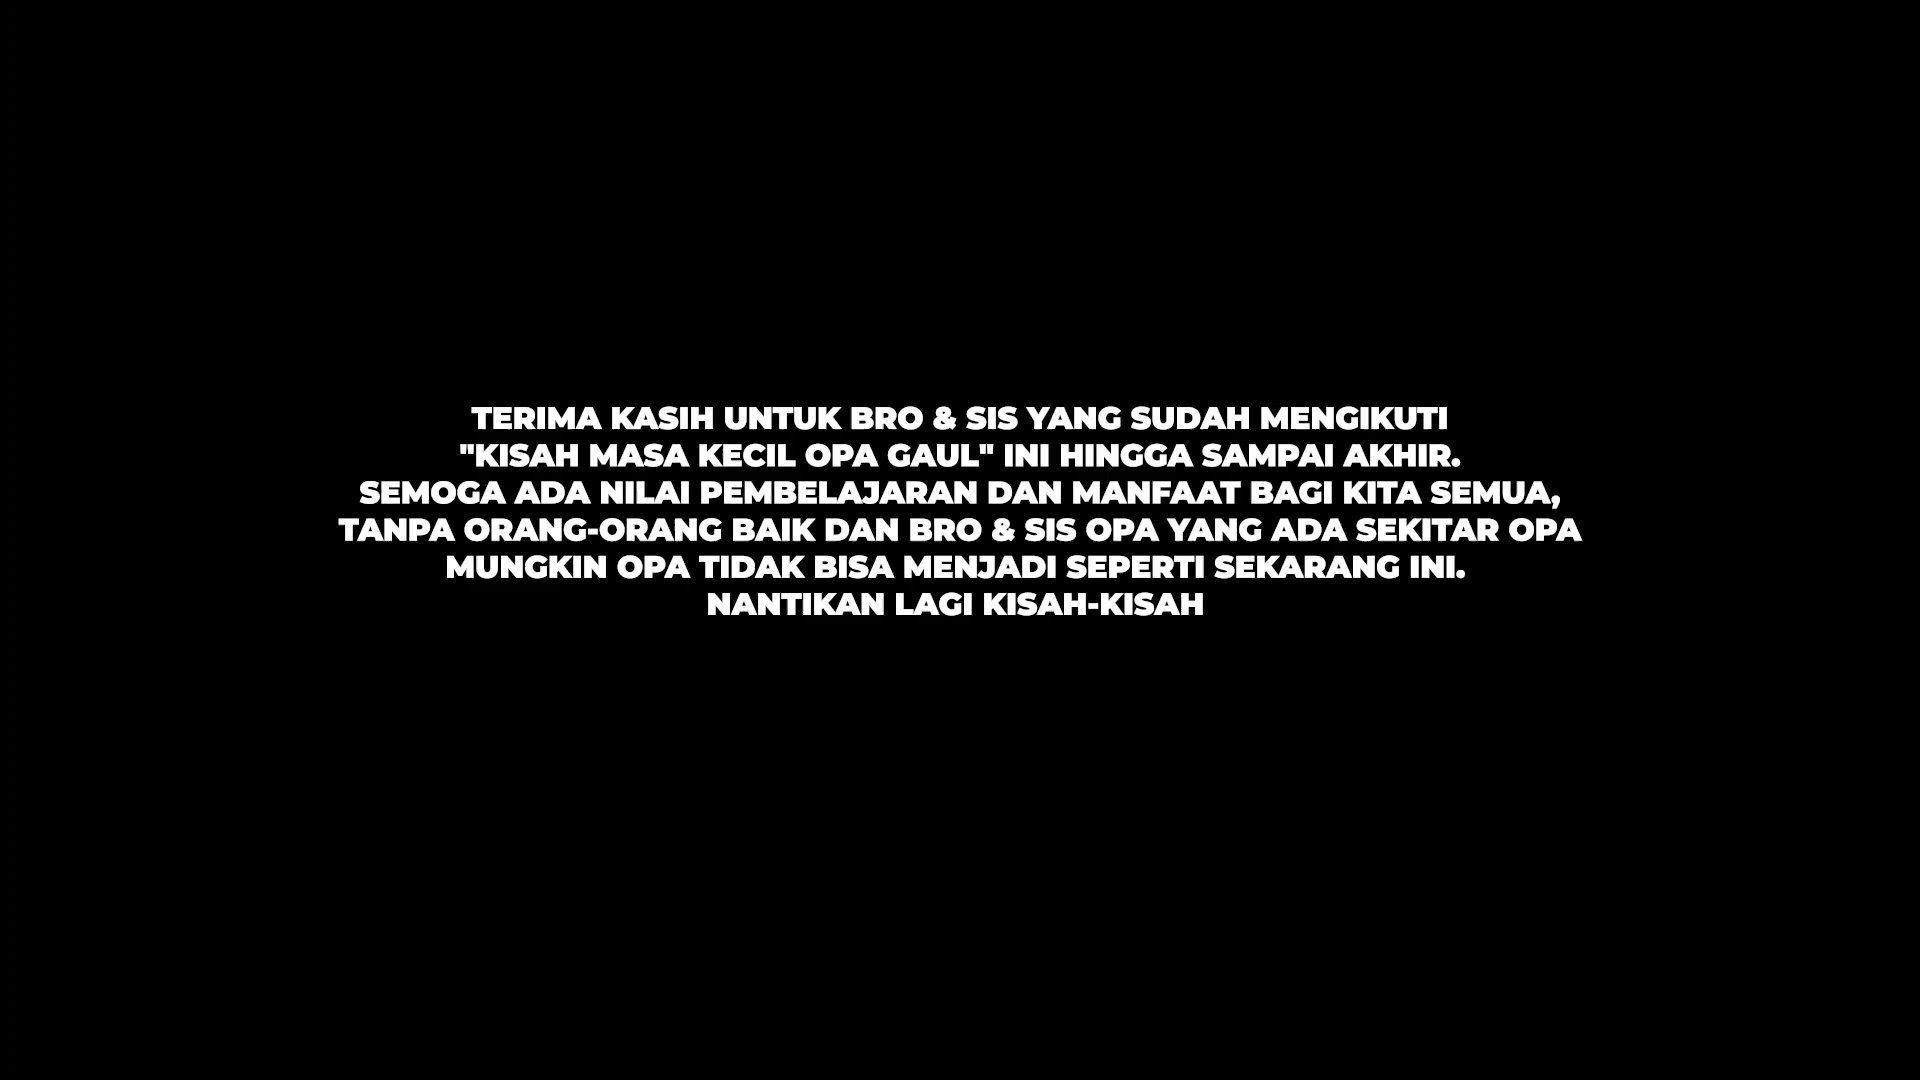 TERIMA KASIH UNTUK BRO & SIS YANG SUDAH MENGIKUTI
"KISAH MASA KECIL OPA GAUL" INI HINGGA SAMPAI AKHIR.
SEMOGA ADA NILAI PEMBELAJARAN DAN MANFAAT BAGI KITA SEMUA,
TANPA ORANG-ORANG BAIK DAN BRO & SIS OPA YANG ADA SEKITAR OPA
MUNGKIN OPA TIDAK BISA MENJADI SEPERTI SEKARANG INI.
NANTIKAN LAGI KISAH-KISAH